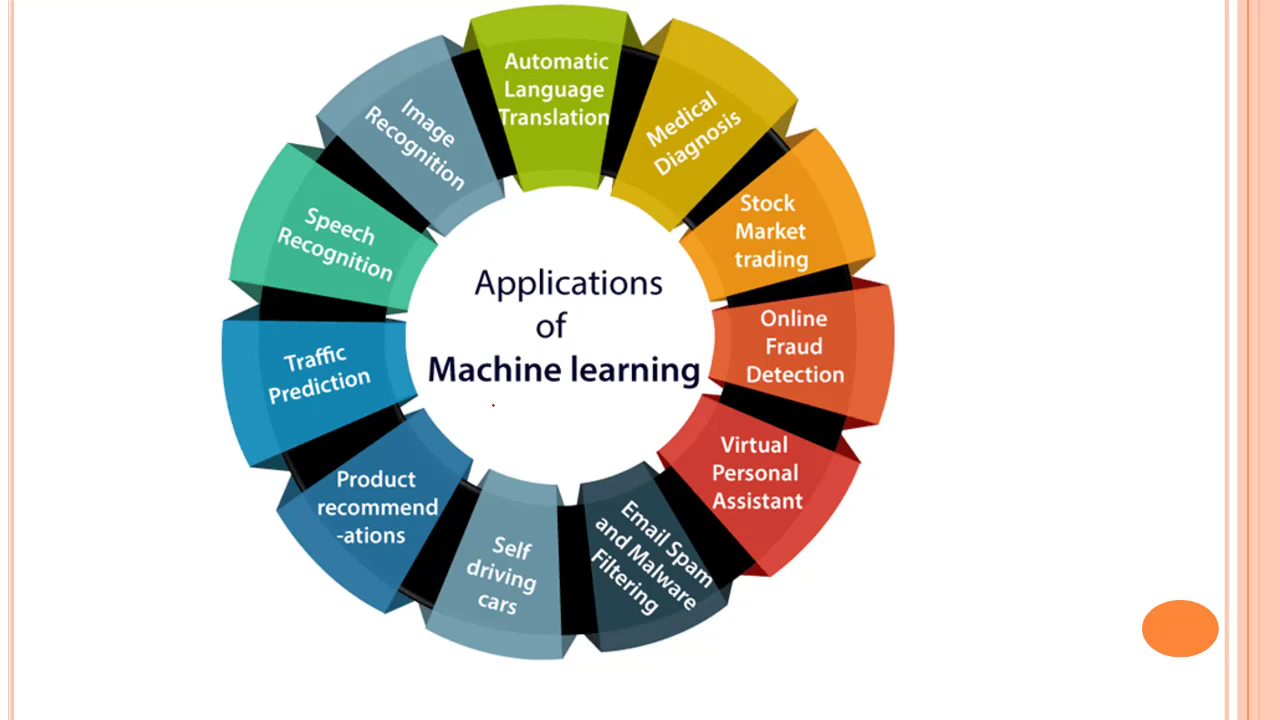 Automatic
Language
Translation
Medical
Diagnosis
Stock
Market
trading
Online
Fraud
Detection
Virtual
Personal
Assistant
Email Spam
and Malware
Filtering
Self
driving
cars
Product
recommend
-ations
Traffic
Prediction
Speech
Recognition
Image
Recognition
Applications
of
Machine learning